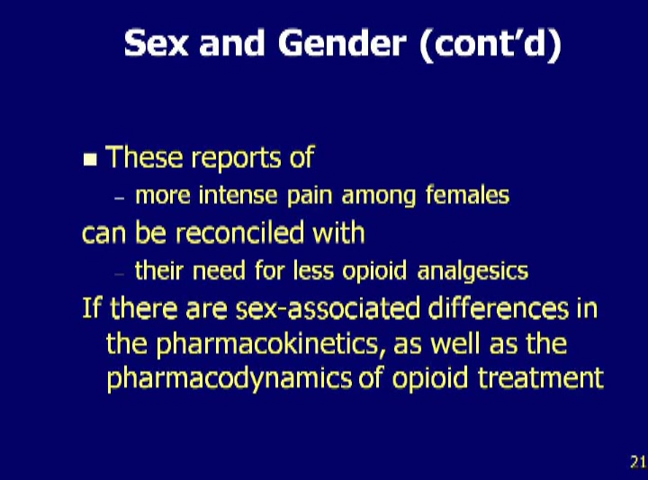 Sex and Gender (cont’d)
■ These reports of
– more intense pain among females
can be reconciled with
– their need for less opioid analgesics
If there are sex-associated differences in
the pharmacokinetics, as well as the
pharmacodynamics of opioid treatment
21